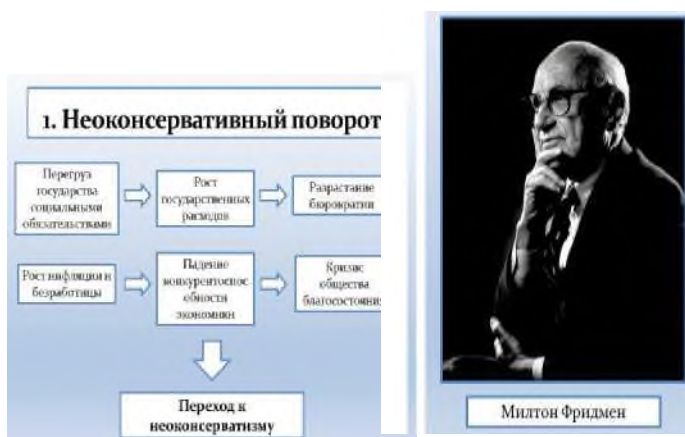 1. Неоконсервативный поворот
Перегруз
государства
социальными
обязательствами
Рост
государственных
расходов
Разрастание
бюрократии
Рост инфляции и
безработицы
Падение
конкурентоспос
обности
экономики
Кризис
общества
благосостояния
Переход к
неоконсерватизму
Милтон Фридмен